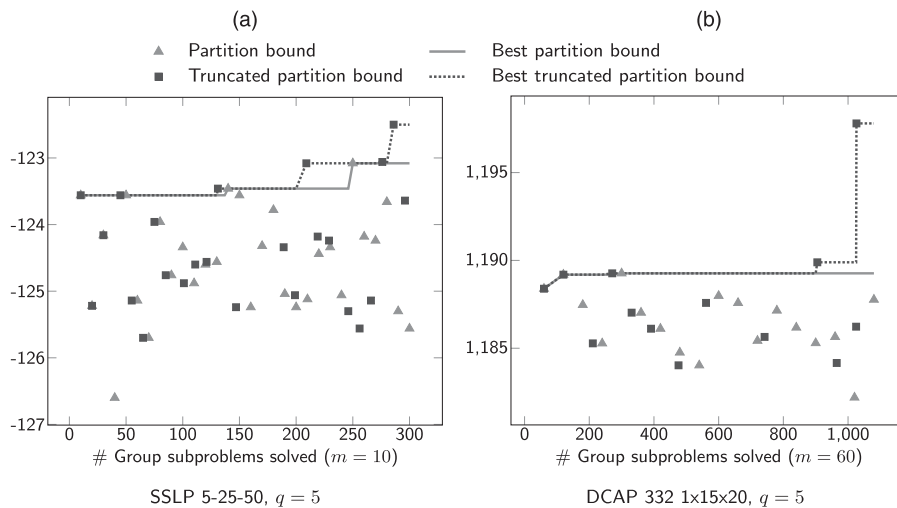 (a) (b)
Partition bound Best partition bound
Truncated partition bound Best truncated partition bound
-123
-124
-125
-126
-127
0 50 100 150 200 250 300
# Group subproblems solved (m = 10)
SSLP 5-25-50, q = 5
1,195
1,190
1,185
0 200 400 600 800 1,000
# Group subproblems solved (m = 60)
DCAP 332 1x15x20, q = 5